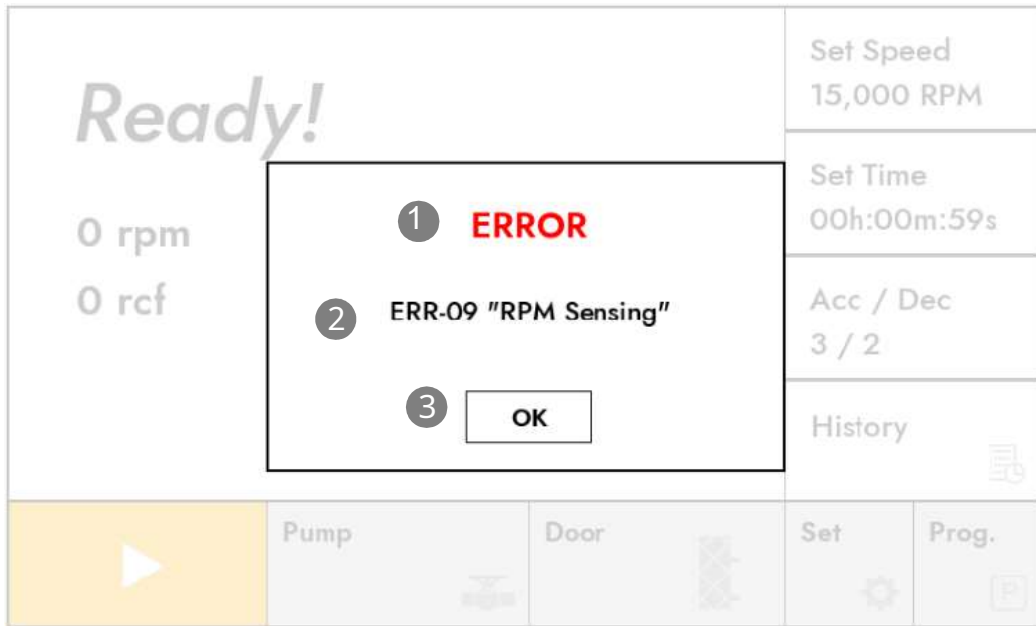 Ready!
0 rpm
0 rcf
Set Speed
15,000 RPM
Set Time
00h:00m:59s
Acc / Dec
3 / 2
History
1 ERROR
2 ERR-09 "RPM Sensing"
3 OK
Pump
Door
Set
Prog.
P